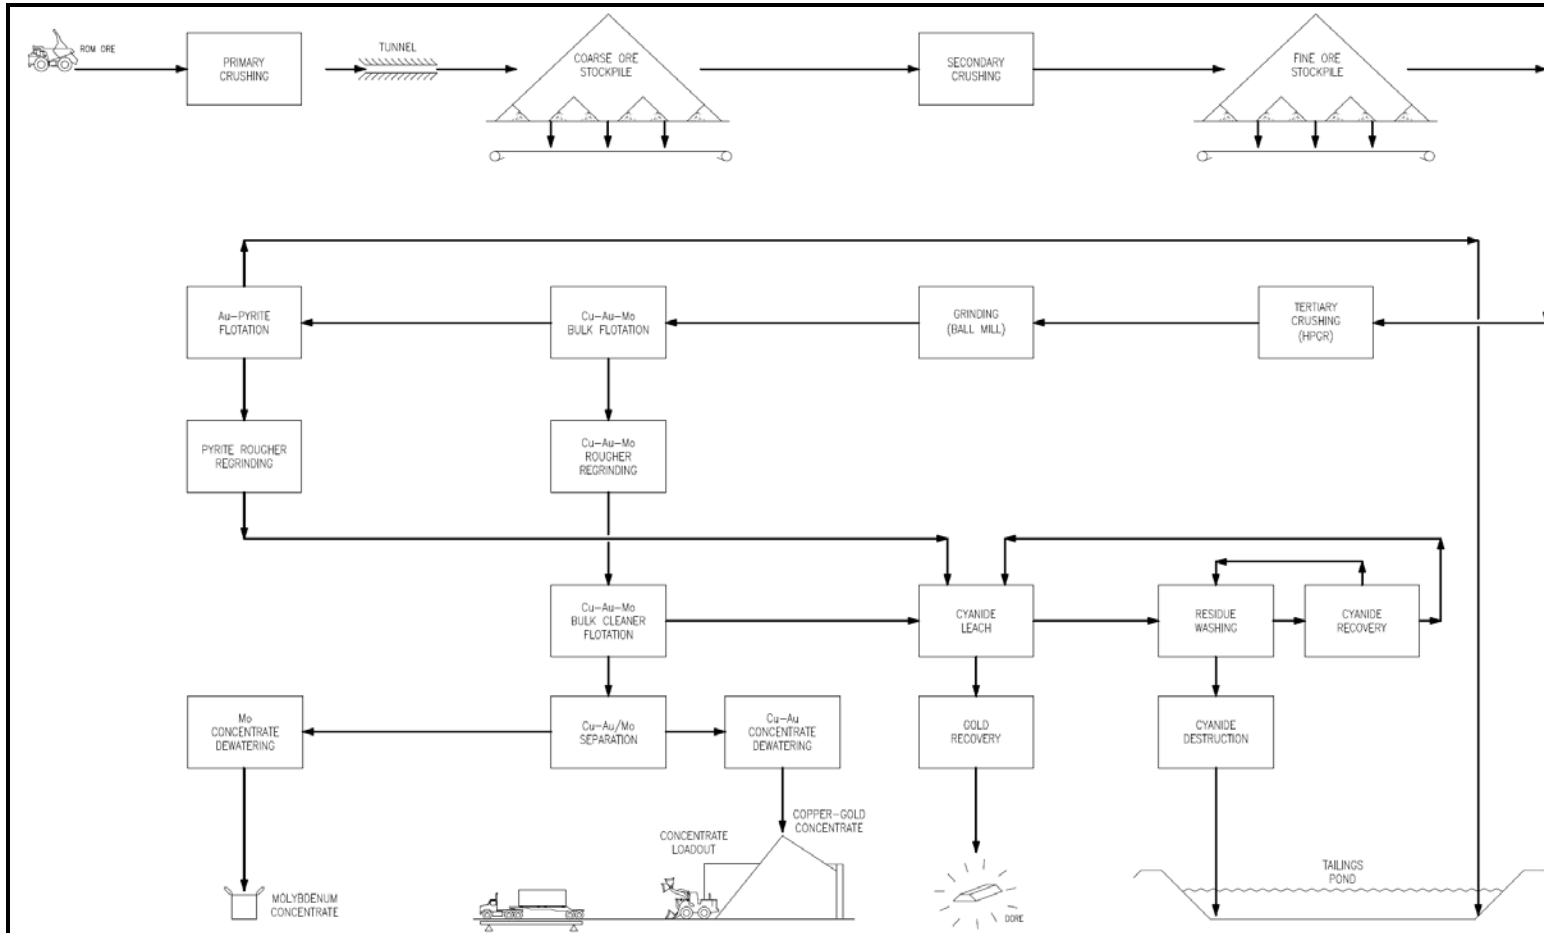 ROM ORE
PRIMARY
CRUSHING
TUNNEL
COARSE ORE
STOCKPILE
SECONDARY
CRUSHING
FINE ORE
STOCKPILE
Au-PYRITE
FLOTATION
Cu-Au-Mo
BULK FLOTATION
GRINDING
(BALL MILL)
TERTIARY
CRUSHING
(HPGR)
PYRITE ROUGHER
REGRINDING
Cu-Au-Mo
ROUGHER
REGRINDING
Cu-Au-Mo
BULK CLEANER
FLOTATION
CYANIDE
LEACH
RESIDUE
WASHING
CYANIDE
RECOVERY
Mo
CONCENTRATE
DEWATERING
Cu-Au/Mo
SEPARATION
Cu-Au
CONCENTRATE
DEWATERING
GOLD
RECOVERY
CYANIDE
DESTRUCTION
COPPER-GOLD
CONCENTRATE
CONCENTRATE
LOADOUT
MOLYBDENUM
CONCENTRATE
DORE
TAILINGS
POND